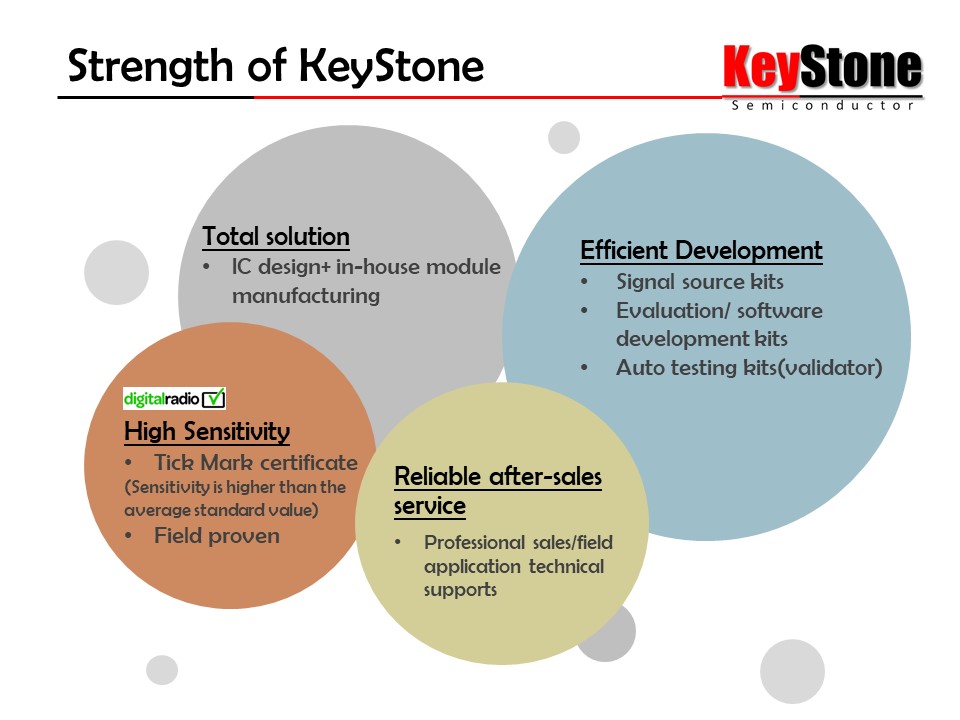 Strength of KeyStone
KeyStone
Semiconductor
Total solution
• IC design+ in-house module
manufacturing
Efficient Development
• Signal source kits
• Evaluation/ software
development kits
• Auto testing kits(validator)
digitalradio
High Sensitivity
• Tick Mark certificate
(Sensitivity is higher than the
average standard value)
• Field proven
Reliable after-sales
service
• Professional sales/field
application technical
supports